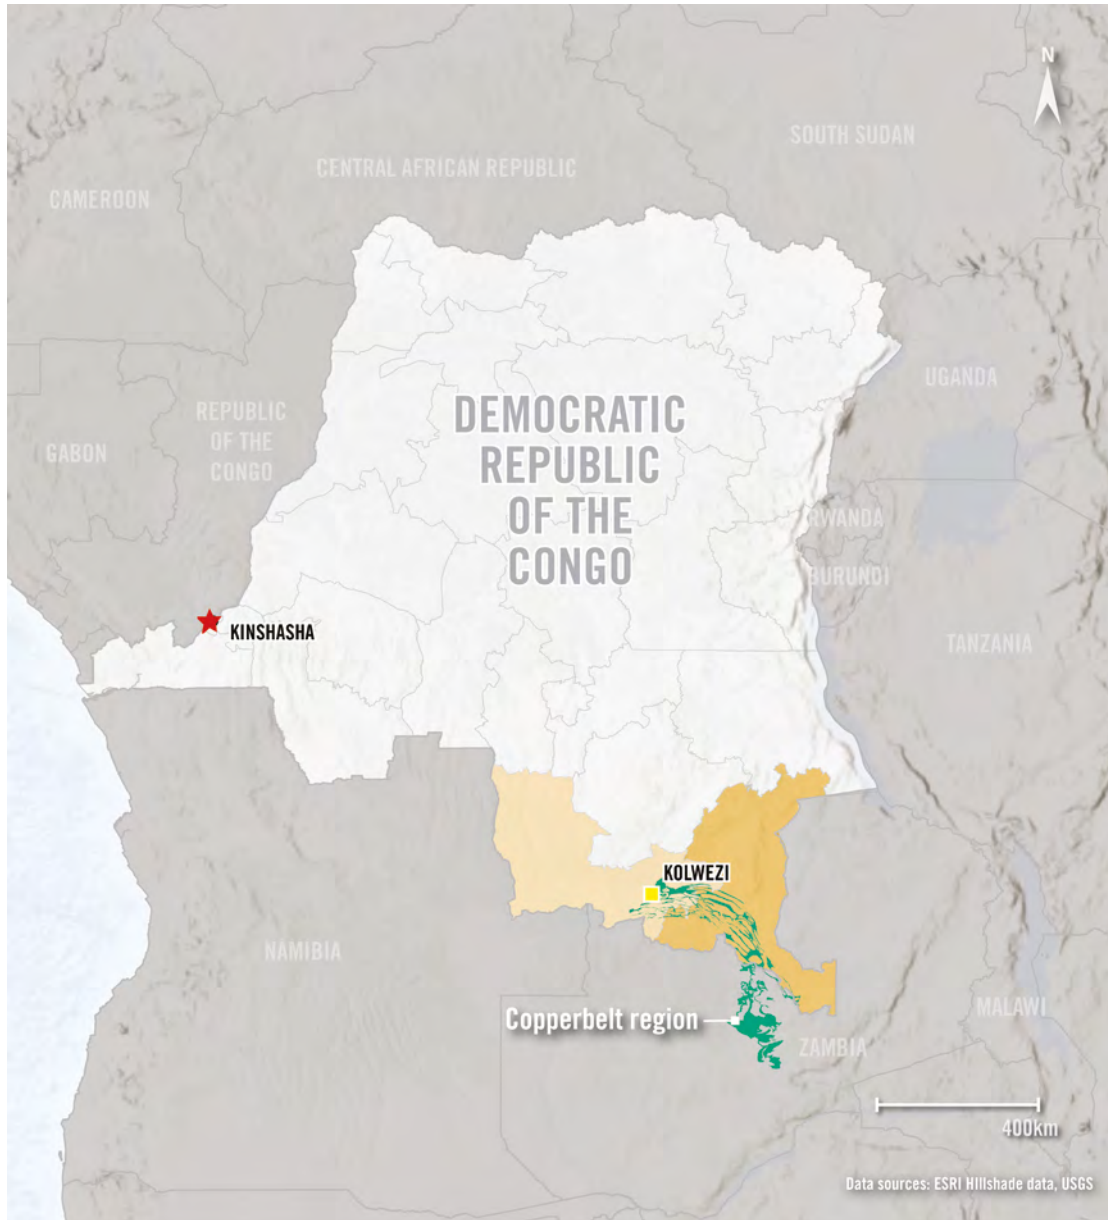 N
SOUTH SUDAN
CENTRAL AFRICAN REPUBLIC
CAMEROON
UGANDA
DEMOCRATIC
REPUBLIC
OF THE
CONGO
REPUBLIC
OF THE
CONGO
GABON
RWANDA
BURUNDI
KINSHASHA
TANZANIA
KOLWEZI
NAMIBIA
MALAWI
Copperbelt region
ZAMBIA
400km
Data sources: ESRI HIllshade data, USGS